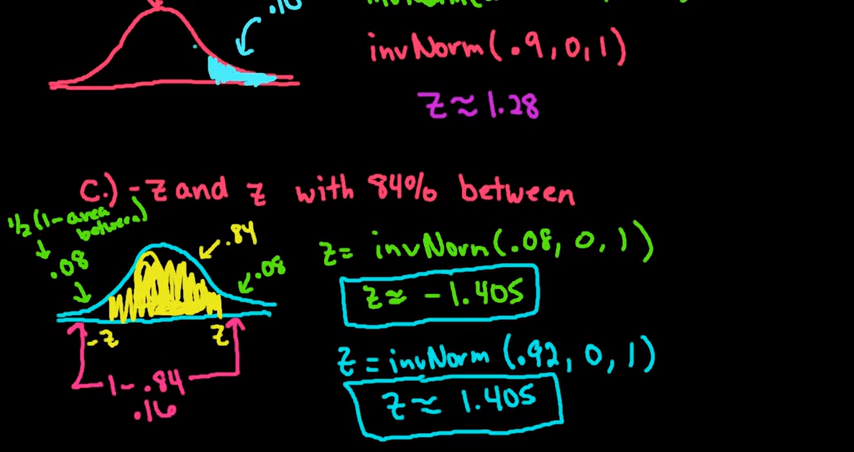 .10
invNorm(.9,0,1)
z≈1.28
C.) -z and z with 84% between
1/2(1-area between)
.84
.08
.08
-z
z
1-.84
.16
z= invNorm(.08, 0, 1)
z≈ -1.405
z=invNorm (.92, 0, 1)
z≈ 1.405